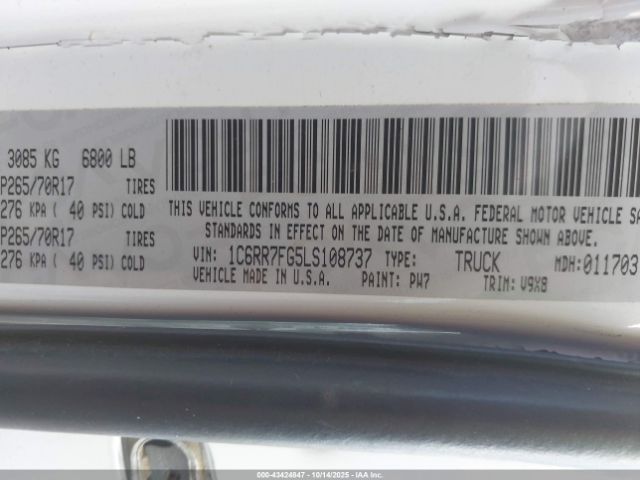 3085 KG 6800 LB
P265/70R17 TIRES
276 KPA ( 40 PSI) COLD
P265/70R17 TIRES
276 KPA ( 40 PSI) COLD
THIS VEHICLE CONFORMS TO ALL APPLICABLE U.S.A. FEDERAL MOTOR VEHICLE SA
STANDARDS IN EFFECT ON THE DATE OF MANUFACTURE SHOWN ABOVE.
VIN: 1C6RR7FG5LS108737 TYPE: TRUCK MDH:011703
VEHICLE MADE IN U.S.A. PAINT: PW7 TRIM: V9X8
000-43424847 | 10/14/2025 | IAA Inc.